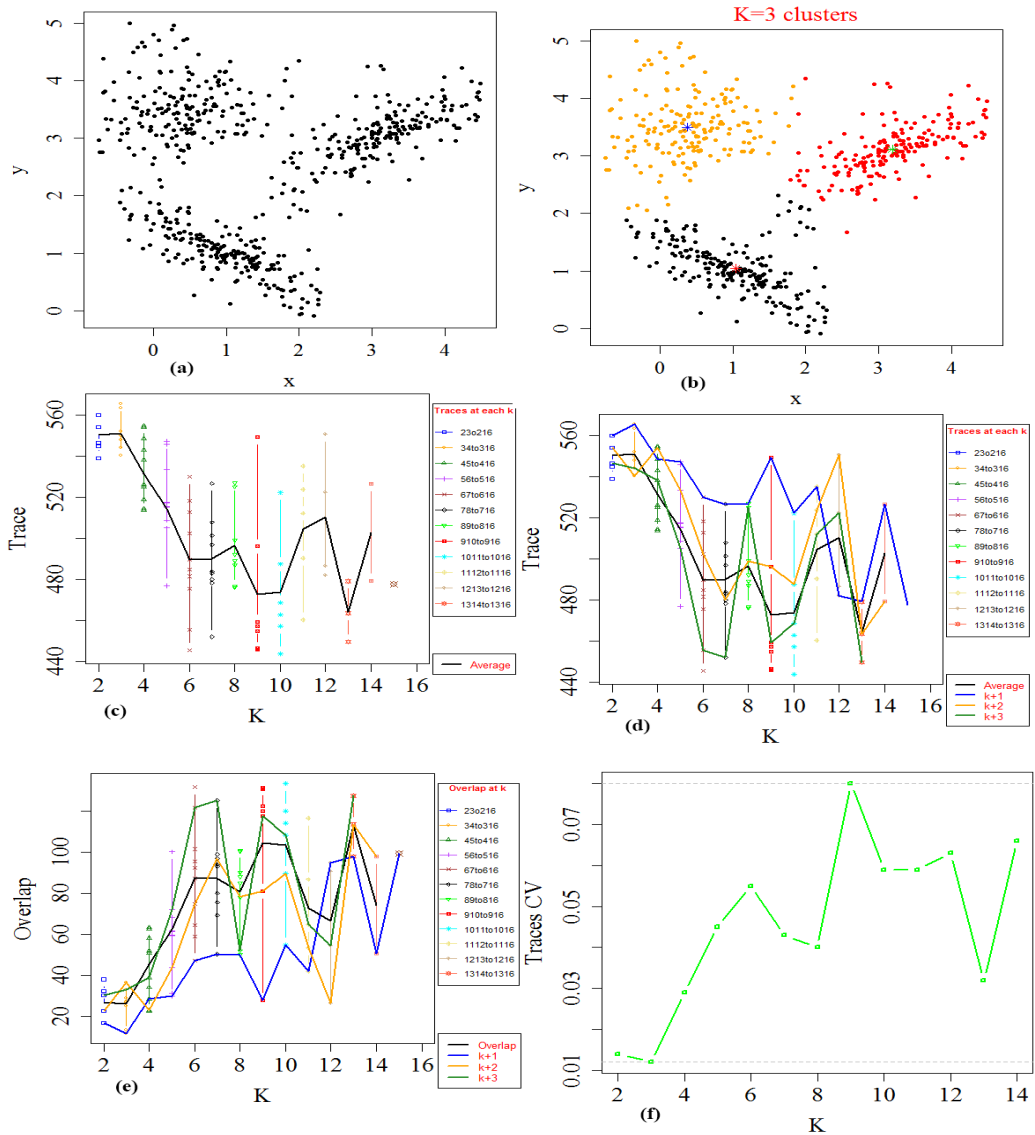 5
4
3
2
1
0
y
0 1 2 3 4
x
(a)
K=3 clusters
5
4
3
2
1
0
y
0 1 2 3 4
x
(b)
560
520
480
440
Trace
2 4 6 8 10 12 14 16
K
(c)
Traces at each k
23o216
34to316
45to416
56to516
67to616
78to716
89to816
910to916
1011to1016
1112to1116
1213to1216
1314to1316
Average
560
520
480
440
Trace
2 4 6 8 10 12 14 16
K
(d)
Traces at each k
23o216
34to316
45to416
56to516
67to616
78to716
89to816
910to916
1011to1016
1112to1116
1213to1216
1314to1316
Average
k+1
k+2
k+3
100
80
60
40
20
Overlap
2 4 6 8 10 12 14 16
K
(e)
Overlap at k
23o216
34to316
45to416
56to516
67to616
78to716
89to816
910to916
1011to1016
1112to1116
1213to1216
1314to1316
Overlap
k+1
k+2
k+3
0.07
0.05
0.03
0.01
Traces CV
2 4 6 8 10 12 14
K
(f)